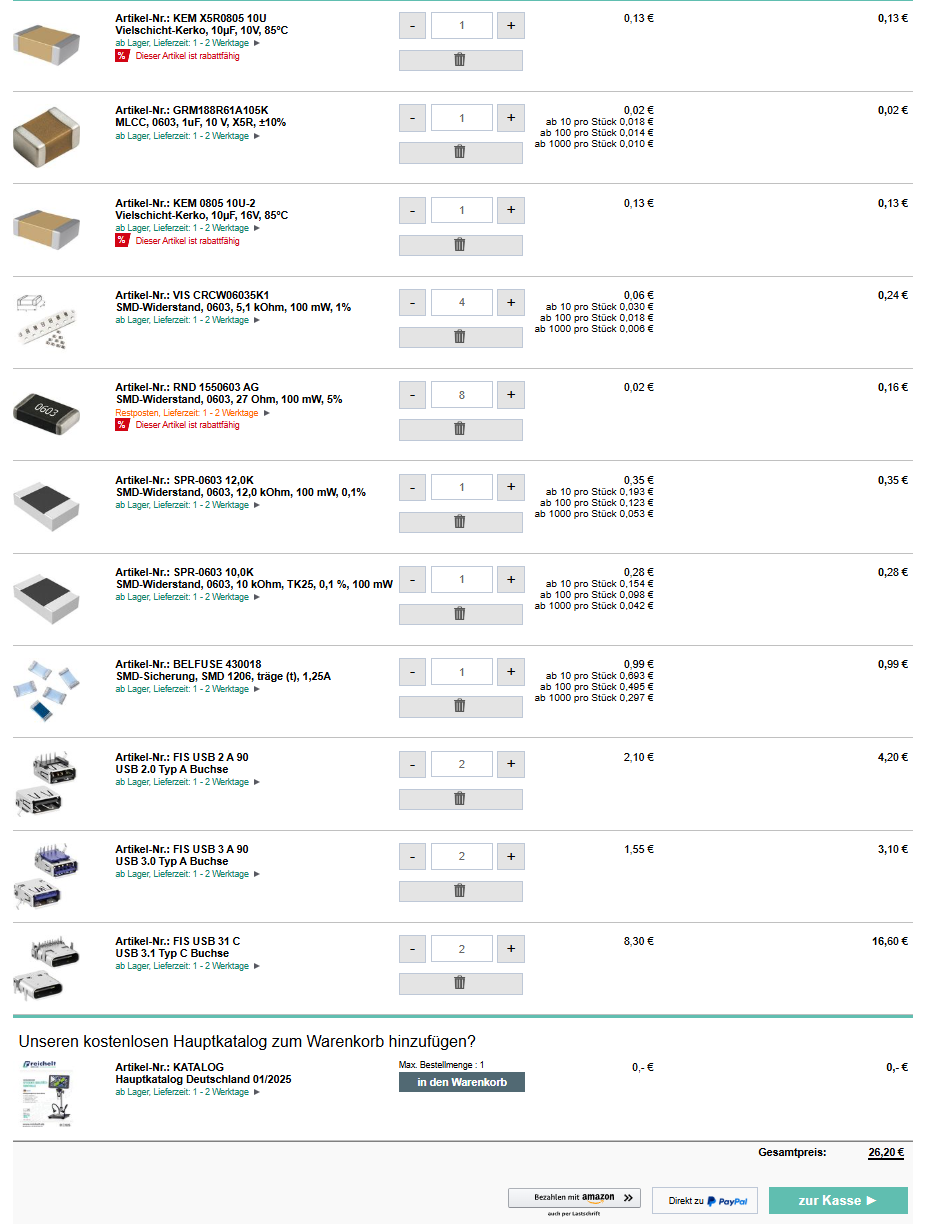 Artikel-Nr.: KEM X5R0805 10U
Vielschicht-Kerko, 10µF, 10V, 85°C
ab Lager, Lieferzeit: 1 - 2 Werktage ►
% Dieser Artikel ist rabattfähig
- 1 +
0,13 €
0,13 €
Artikel-Nr.: GRM188R61A105K
MLCC, 0603, 1uF, 10 V, X5R, ±10%
ab Lager, Lieferzeit: 1 - 2 Werktage ►
- 1 +
0,02 €
ab 10 pro Stück 0,018 €
ab 100 pro Stück 0,014 €
ab 1000 pro Stück 0,010 €
0,02 €
Artikel-Nr.: KEM 0805 10U-2
Vielschicht-Kerko, 10µF, 16V, 85°C
ab Lager, Lieferzeit: 1 - 2 Werktage ►
% Dieser Artikel ist rabattfähig
- 1 +
0,13 €
0,13 €
Artikel-Nr.: VIS CRCW06035K1
SMD-Widerstand, 0603, 5,1 kOhm, 100 mW, 1%
ab Lager, Lieferzeit: 1 - 2 Werktage ►
- 4 +
0,06 €
ab 10 pro Stück 0,030 €
ab 100 pro Stück 0,018 €
ab 1000 pro Stück 0,006 €
0,24 €
0603
Artikel-Nr.: RND 1550603 AG
SMD-Widerstand, 0603, 27 Ohm, 100 mW, 5%
Restposten, Lieferzeit: 1 - 2 Werktage ►
% Dieser Artikel ist rabattfähig
- 8 +
0,02 €
0,16 €
Artikel-Nr.: SPR-0603 12,0K
SMD-Widerstand, 0603, 12,0 kOhm, 100 mW, 0,1%
ab Lager, Lieferzeit: 1 - 2 Werktage ►
- 1 +
0,35 €
ab 10 pro Stück 0,193 €
ab 100 pro Stück 0,123 €
ab 1000 pro Stück 0,053 €
0,35 €
Artikel-Nr.: SPR-0603 10,0K
SMD-Widerstand, 0603, 10 kOhm, TK25, 0,1 %, 100 mW
ab Lager, Lieferzeit: 1 - 2 Werktage ►
- 1 +
0,28 €
ab 10 pro Stück 0,154 €
ab 100 pro Stück 0,098 €
ab 1000 pro Stück 0,042 €
0,28 €
Artikel-Nr.: BELFUSE 430018
SMD-Sicherung, SMD 1206, träge (t), 1,25A
ab Lager, Lieferzeit: 1 - 2 Werktage ►
- 1 +
0,99 €
ab 10 pro Stück 0,693 €
ab 100 pro Stück 0,495 €
ab 1000 pro Stück 0,297 €
0,99 €
Artikel-Nr.: FIS USB 2 A 90
USB 2.0 Typ A Buchse
ab Lager, Lieferzeit: 1 - 2 Werktage ►
- 2 +
2,10 €
4,20 €
Artikel-Nr.: FIS USB 3 A 90
USB 3.0 Typ A Buchse
ab Lager, Lieferzeit: 1 - 2 Werktage ►
- 2 +
1,55 €
3,10 €
Artikel-Nr.: FIS USB 31 C
USB 3.1 Typ C Buchse
ab Lager, Lieferzeit: 1 - 2 Werktage ►
- 2 +
8,30 €
16,60 €
Unseren kostenlosen Hauptkatalog zum Warenkorb hinzufügen?
reichelt
Artikel-Nr.: KATALOG
Hauptkatalog Deutschland 01/2025
ab Lager, Lieferzeit: 1 - 2 Werktage ►
Max. Bestellmenge : 1
in den Warenkorb
0,- €
0,- €
Gesamtpreis: 26,20 €
Bezahlen mit amazon
auch per Lastschrift
Direkt zu PayPal
zur Kasse ►